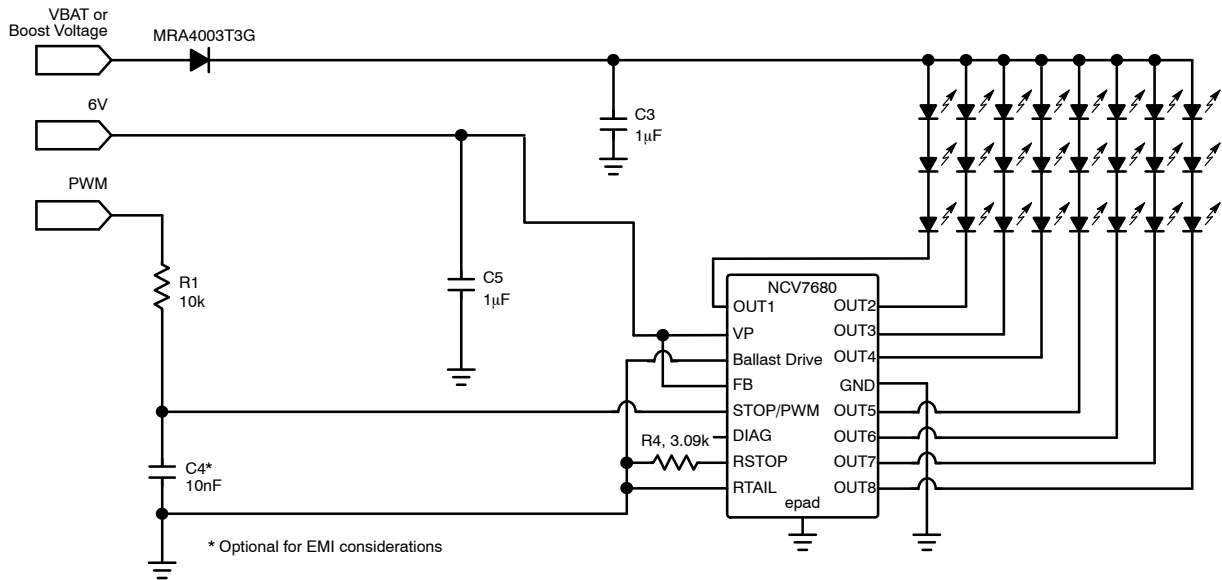 VBAT or
Boost Voltage
MRA4003T3G
6V
C3
1μF
PWM
R1
10k
C5
1μF
NCV7680
OUT1
OUT2
VP
OUT3
Ballast Drive
OUT4
FB
GND
STOP/PWM
OUT5
DIAG
OUT6
R4, 3.09k
RSTOP
OUT7
RTAIL
OUT8
epad
C4*
10nF
* Optional for EMI considerations